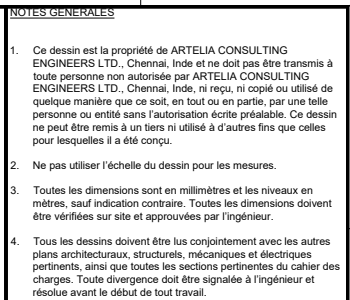 NOTES GENERALES
1. Ce dessin est la propriété de ARTELIA CONSULTING
ENGINEERS LTD., Chennai, Inde et ne doit pas être transmis à
toute personne non autorisée par ARTELIA CONSULTING
ENGINEERS LTD., Chennai, Inde, ni reçu, ni copié ou utilisé de
quelque manière que ce soit, en tout ou en partie, par une telle
personne ou entité sans l'autorisation écrite préalable. Ce dessin
ne peut être remis à un tiers ni utilisé à d'autres fins que celles
pour lesquelles il a été conçu.
2. Ne pas utiliser l'échelle du dessin pour les mesures.
3. Toutes les dimensions sont en millimètres et les niveaux en
mètres, sauf indication contraire. Toutes les dimensions doivent
être vérifiées sur site et approuvées par l'ingénieur.
4. Tous les dessins doivent être lus conjointement avec les autres
plans architecturaux, structurels, mécaniques et électriques
pertinents, ainsi que toutes les sections pertinentes du cahier des
charges. Toute divergence doit être signalée à l'ingénieur et
résolue avant le début de tout travail.